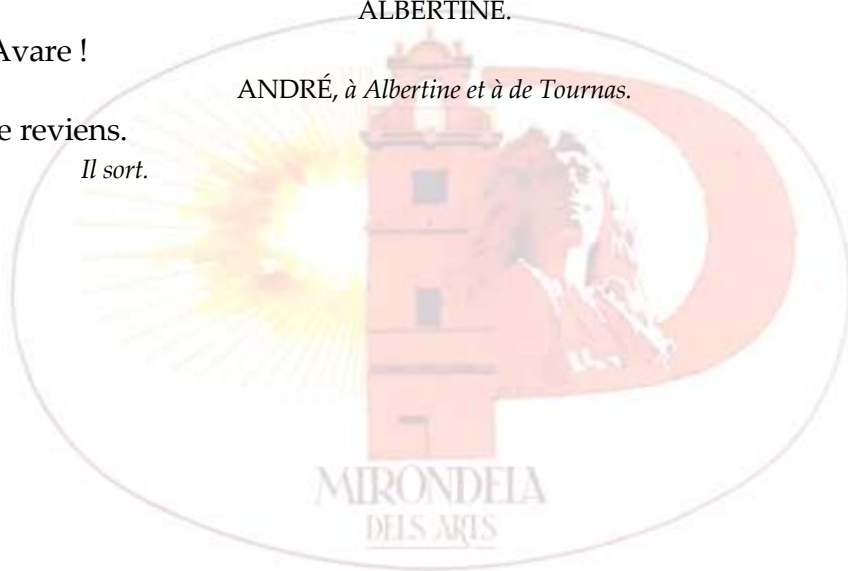 ALBERTINE.
Avare !
ANDRÉ, à Albertine et à de Tournas.
e reviens.
Il sort.
MIRONDELA
DELS ARTS